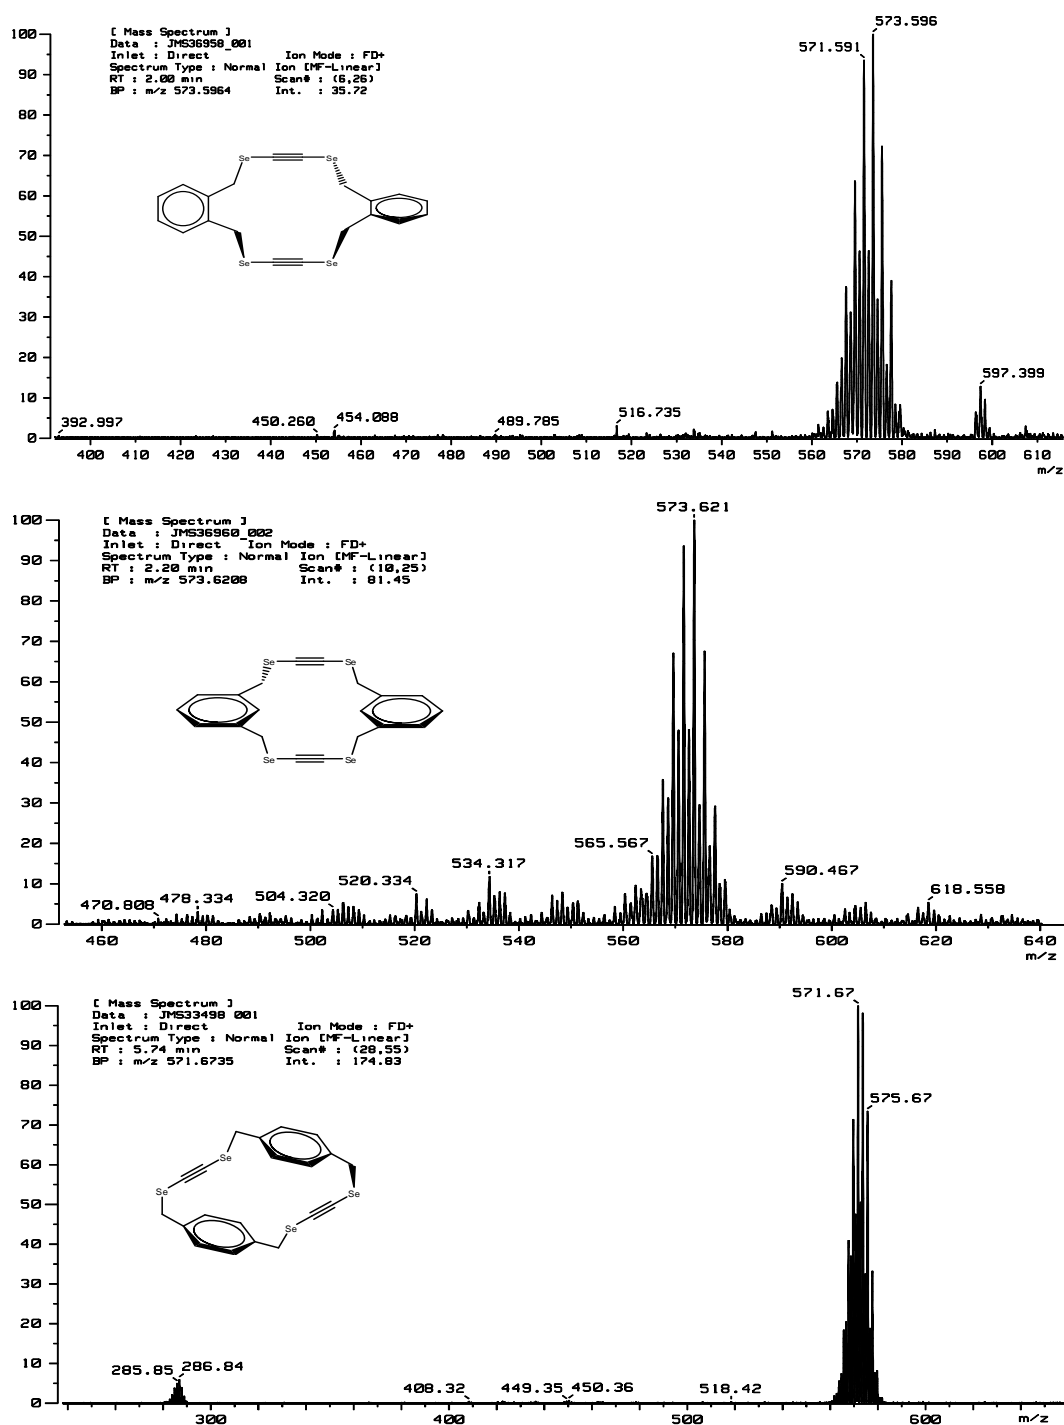 [ Mass Spectrum ]
Data : JMS36958_001
Inlet : Direct Ion Mode : FD+
Spectrum Type : Normal Ion [MF-Linear]
RT : 2.00 min Scan# : (6,26)
BP : m/z 573.5964 Int. : 35.72
573.596
571.591
100
90
80
70
60
50
40
30
20
10
0
Se Se
Se Se
392.997
450.260
454.088
489.785
516.735
597.399
400 410 420 430 440 450 460 470 480 490 500 510 520 530 540 550 560 570 580 590 600 610
m/z
573.621
[ Mass Spectrum ]
Data : JMS36960_002
Inlet : Direct Ion Mode : FD+
Spectrum Type : Normal Ion [MF-Linear]
RT : 2.20 min Scan# : (10,25)
BP : m/z 573.6208 Int. : 81.45
100
90
80
70
60
50
40
30
20
10
0
Se Se
Se Se
470.808
478.334
504.320
520.334
534.317
565.567
590.467
618.558
460 480 500 520 540 560 580 600 620 640
m/z
[ Mass Spectrum ]
Data : JMS33498 001
Inlet : Direct Ion Mode : FD+
Spectrum Type : Normal Ion [MF-Linear]
RT : 5.74 min Scan# : (28,55)
BP : m/z 571.6735 Int. : 174.83
571.67
575.67
100
90
80
70
60
50
40
30
20
10
0
Se
Se
Se
Se
285.85
286.84
408.32
449.35
450.36
518.42
300 400 500 600
m/z